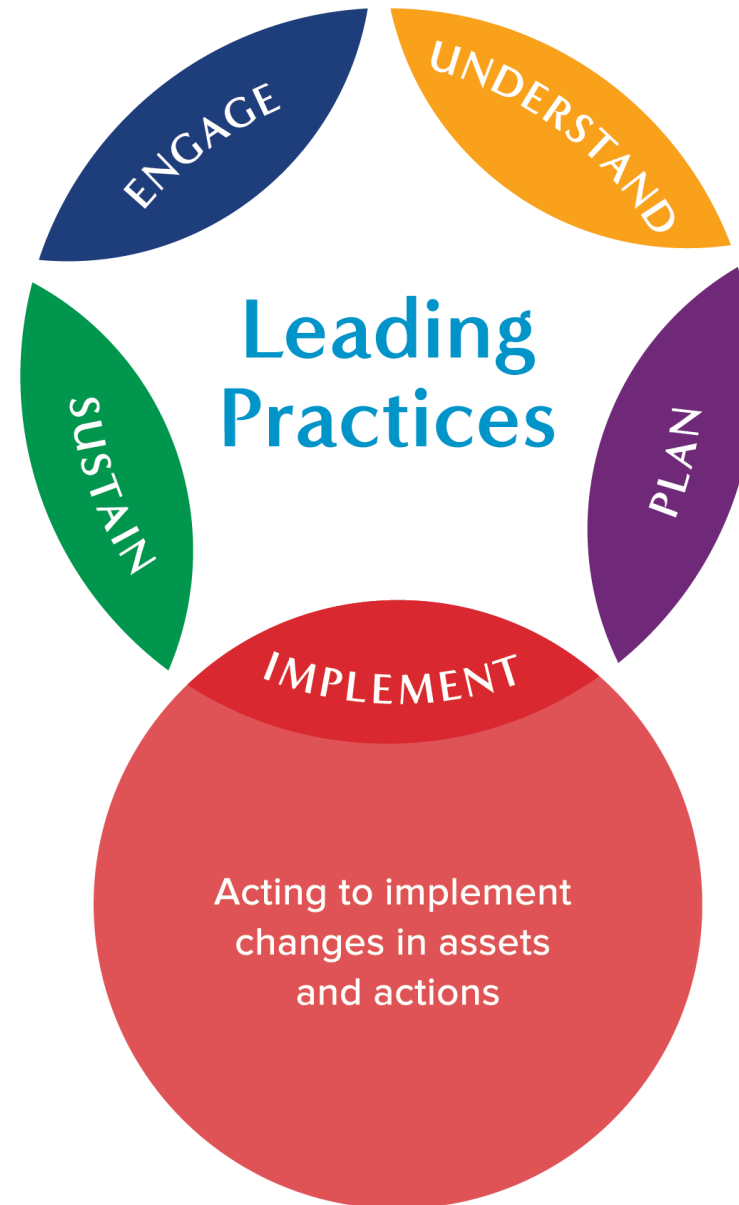 ENGAGE
UNDERSTAND
Leading
Practices
SUSTAIN
PLAN
IMPLEMENT
Acting to implement
changes in assets
and actions